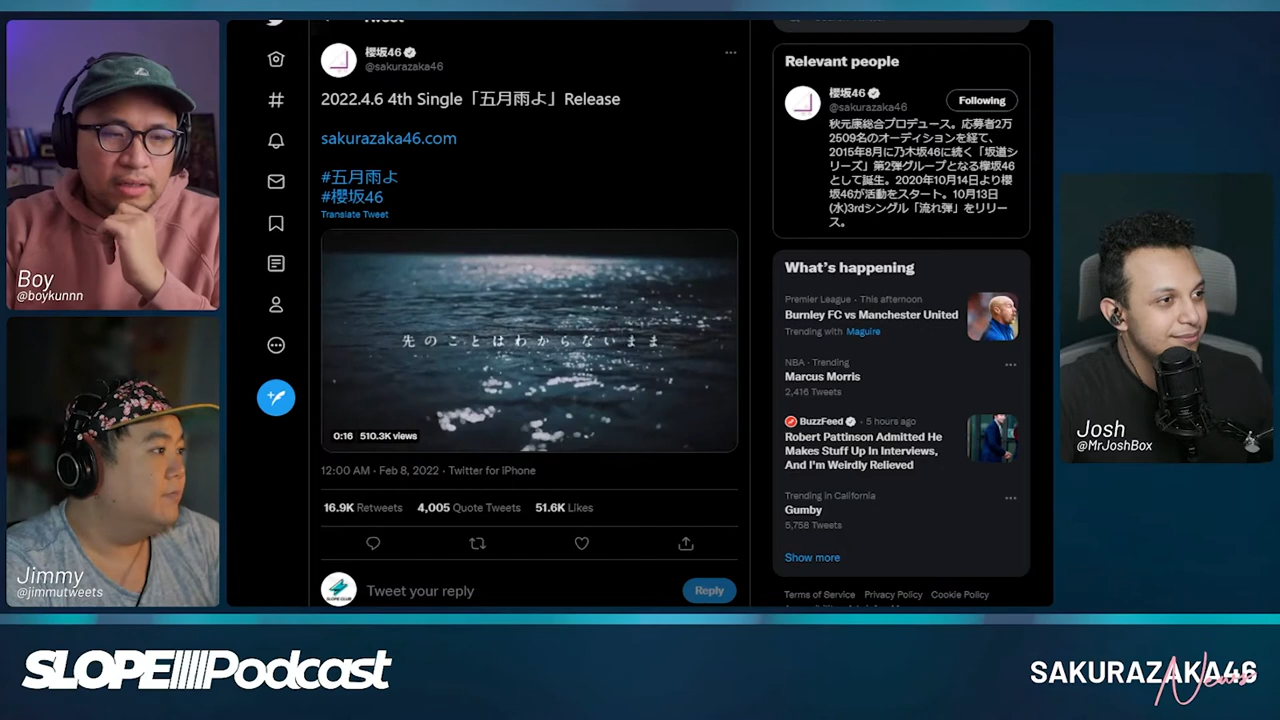 Tweet
櫻坂46
@sakurazaka46
2022.4.6 4th Single「五月雨よ」Release
sakurazaka46.com
#五月雨よ
#櫻坂46
Translate Tweet
先のことはわからないまま
0:16 510.3K views
12:00 AM · Feb 8, 2022 · Twitter for iPhone
16.9K Retweets 4,005 Quote Tweets 51.6K Likes
SLOPE CLUB
Tweet your reply
Reply
Relevant people
櫻坂46
@sakurazaka46
Following
秋元康総合プロデュース。応募者2万
2509名のオーディションを経て、
2015年8月に乃木坂46に続く「坂道シ
リーズ」第2弾グループとなる欅坂46
として誕生。2020年10月14日より櫻
坂46が活動をスタート。10月13日
(水)3rdシングル「流れ弾」をリリー
ス。
What's happening
Premier League · This afternoon
Burnley FC vs Manchester United
Trending with Maguire
NBA · Trending
Marcus Morris
2,416 Tweets
BuzzFeed · 5 hours ago
Robert Pattinson Admitted He
Makes Stuff Up In Interviews,
And I'm Weirdly Relieved
Trending in California
Gumby
5,758 Tweets
Show more
Terms of Service Privacy Policy Cookie Policy
Boy
@boykunnn
Jimmy
@jimmutweets
Josh
@MrJoshBox
SLOPE Podcast
SAKURAZAKA46
News